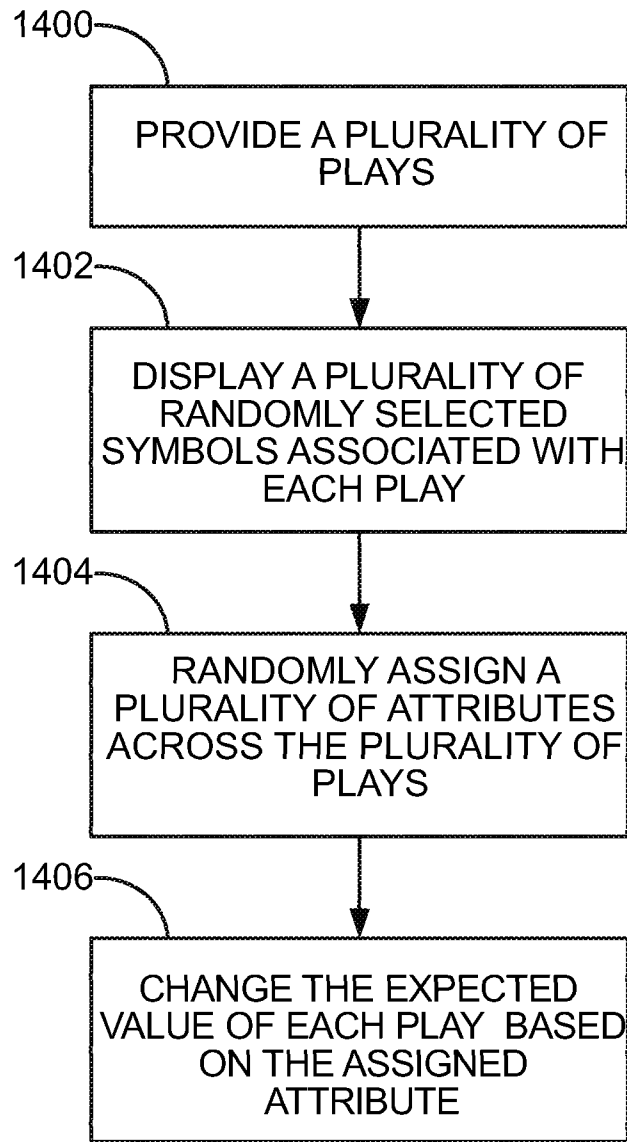 1400
PROVIDE A PLURALITY OF
PLAYS
1402
DISPLAY A PLURALITY OF
RANDOMLY SELECTED
SYMBOLS ASSOCIATED WITH
EACH PLAY
1404
RANDOMLY ASSIGN A
PLURALITY OF ATTRIBUTES
ACROSS THE PLURALITY OF
PLAYS
1406
CHANGE THE EXPECTED
VALUE OF EACH PLAY BASED
ON THE ASSIGNED
ATTRIBUTE